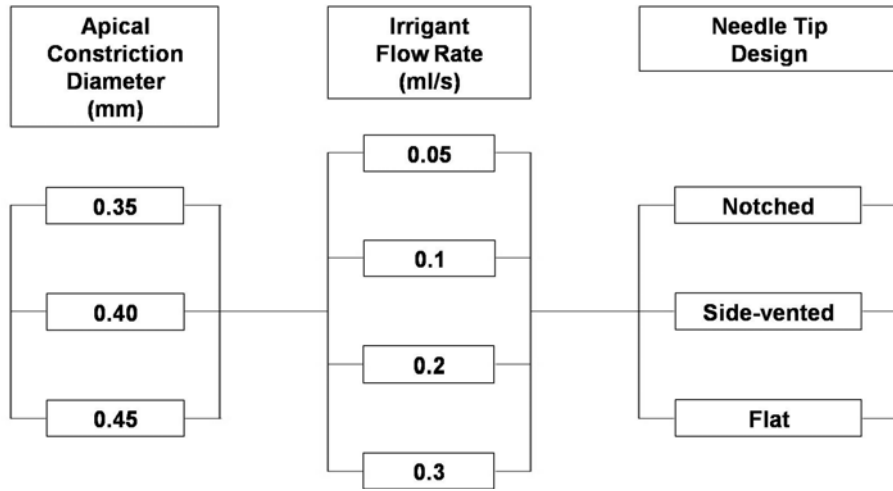 Apical
Constriction
Diameter
(mm)
Irrigant
Flow Rate
(ml/s)
Needle Tip
Design
0.35
0.40
0.45
0.05
0.1
0.2
0.3
Notched
Side-vented
Flat